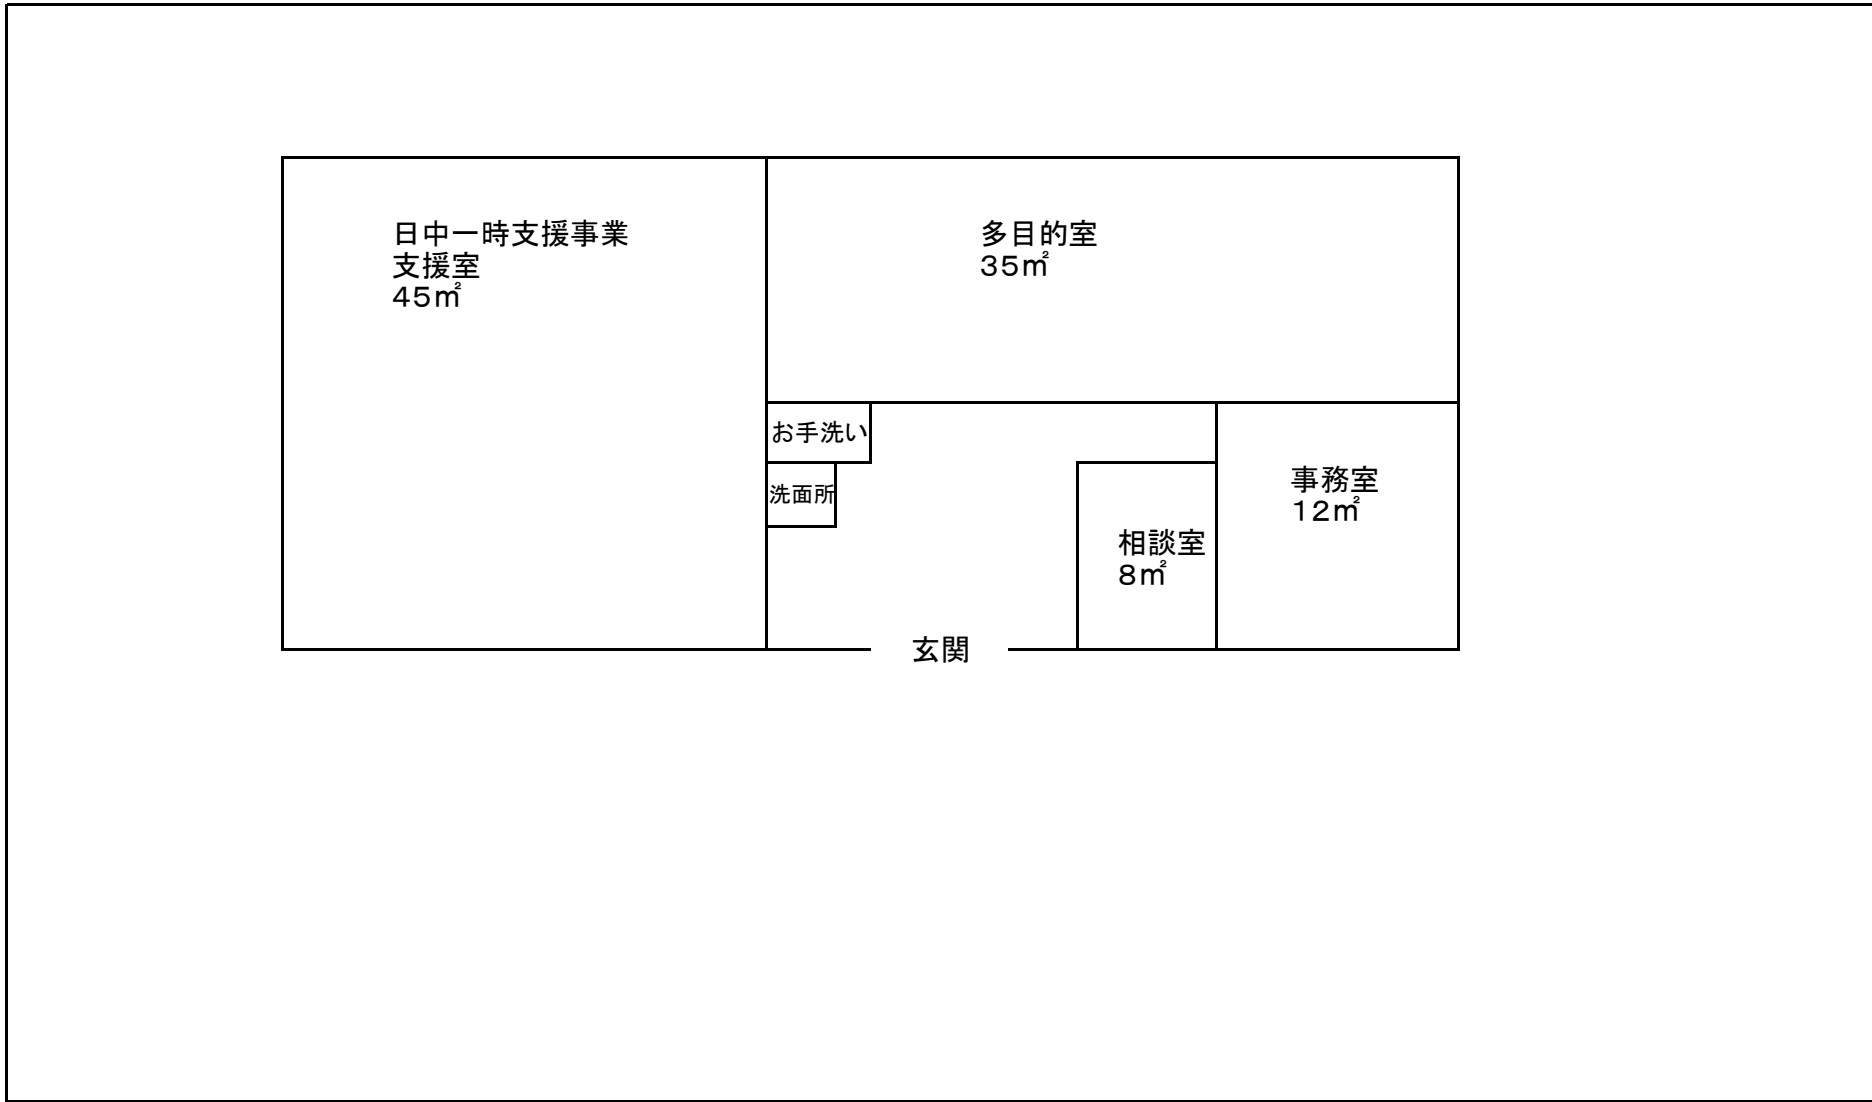 日中一時支援事業
支援室
45㎡
多目的室
35㎡
お手洗い
洗面所
事務室
12㎡
相談室
8㎡
玄関